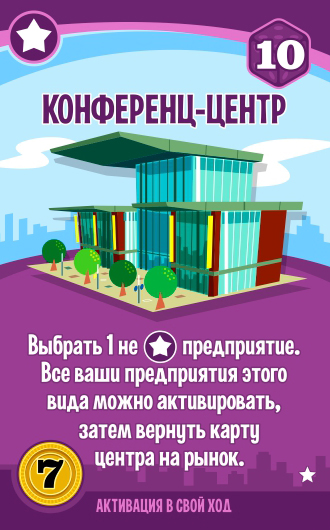 10
КОНФЕРЕНЦ-ЦЕНТР
Выбрать 1 не предприятие.
Все ваши предприятия этого
вида можно активировать,
затем вернуть карту
центра на рынок.
7
АКТИВАЦИЯ В СВОЙ ХОД